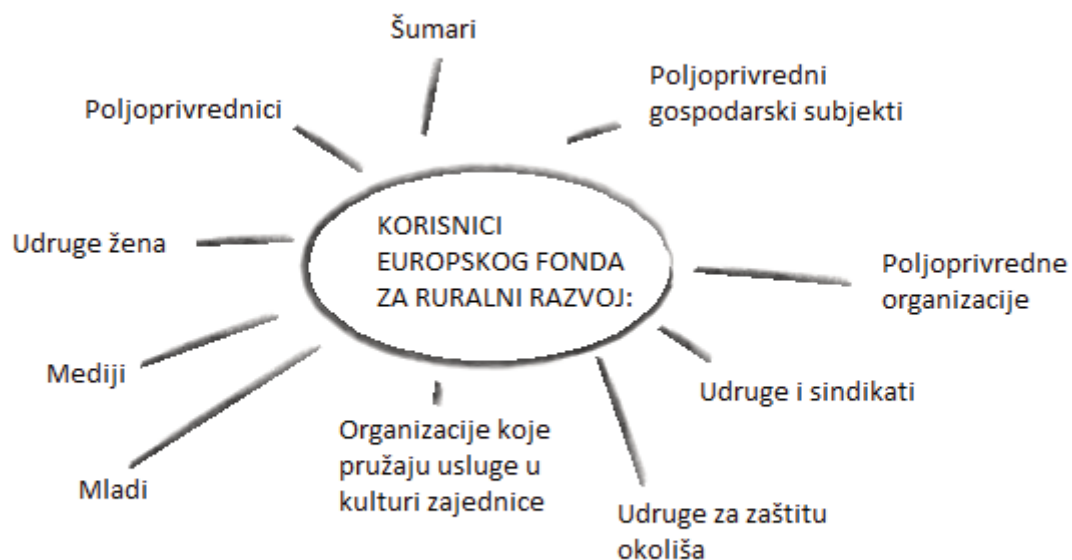 Šumari
Poljoprivredni
gospodarski subjekti
Poljoprivrednici
KORISNICI
EUROPSKOG FONDA
ZA RURALNI RAZVOJ:
Udruge žena
Poljoprivredne
organizacije
Mediji
Udruge i sindikati
Organizacije koje
pružaju usluge u
kulturi zajednice
Mladi
Udruge za zaštitu
okoliša